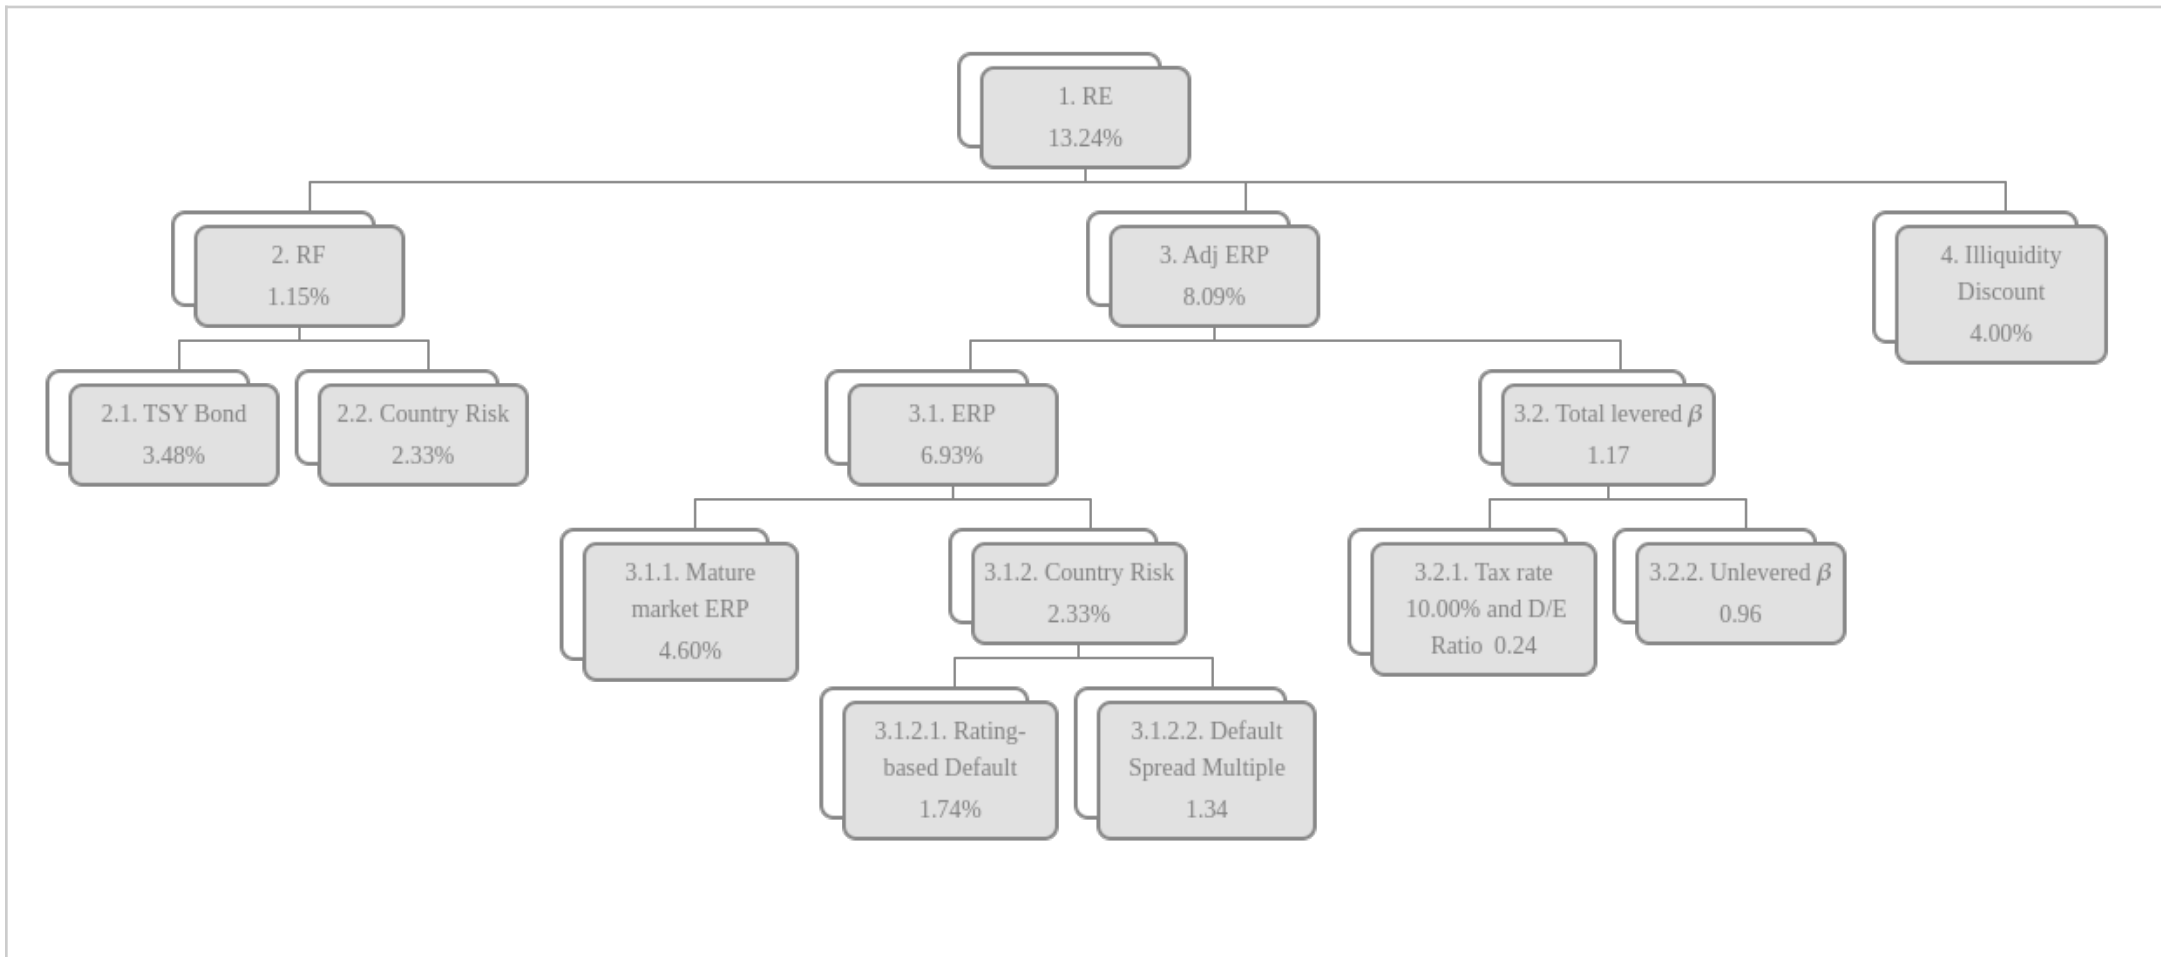 1. RE
13.24%
2. RF
1.15%
3. Adj ERP
8.09%
4. Illiquidity
Discount
4.00%
2.1. TSY Bond
3.48%
2.2. Country Risk
2.33%
3.1. ERP
6.93%
3.2. Total levered β
1.17
3.1.1. Mature
market ERP
4.60%
3.1.2. Country Risk
2.33%
3.2.1. Tax rate
10.00% and D/E
Ratio 0.24
3.2.2. Unlevered β
0.96
3.1.2.1. Rating-
based Default
1.74%
3.1.2.2. Default
Spread Multiple
1.34